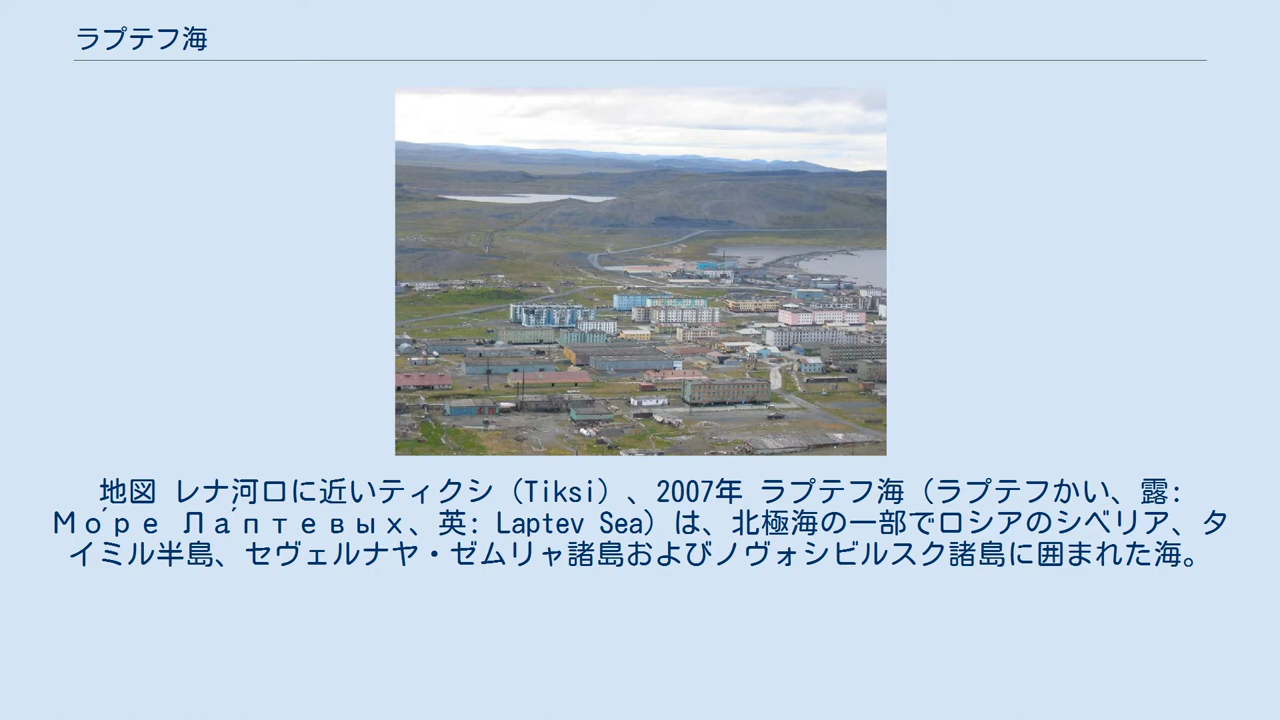 ラプテフ海
地図 レナ河口に近いティクシ（Tiksi）、2007年 ラプテフ海（ラプテフかい、露:
Мо́ре Ла́птевых、英: Laptev Sea）は、北極海の一部でロシアのシベリア、タ
イミル半島、セヴェルナヤ・ゼムリャ諸島およびノヴォシビルスク諸島に囲まれた海。